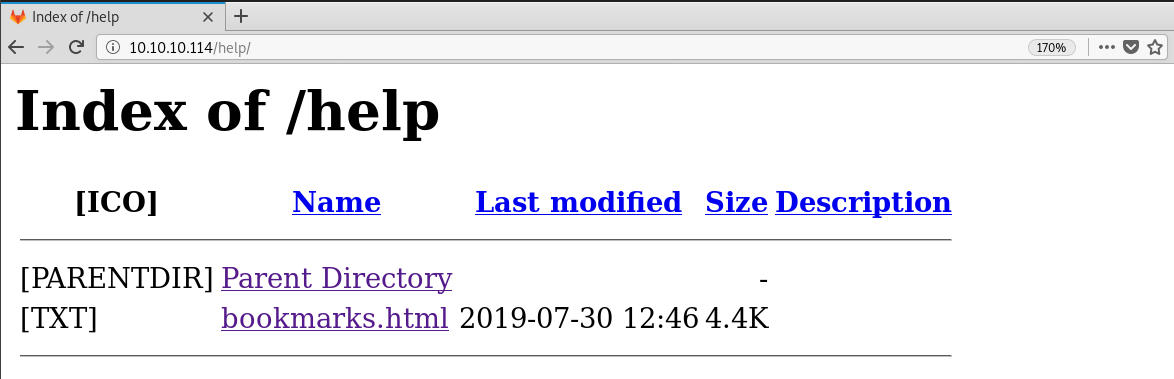 Index of /help
10.10.10.114/help/ 170%
Index of /help
[ICO] Name Last modified Size Description
[PARENTDIR] Parent Directory -
[TXT] bookmarks.html 2019-07-30 12:46 4.4K